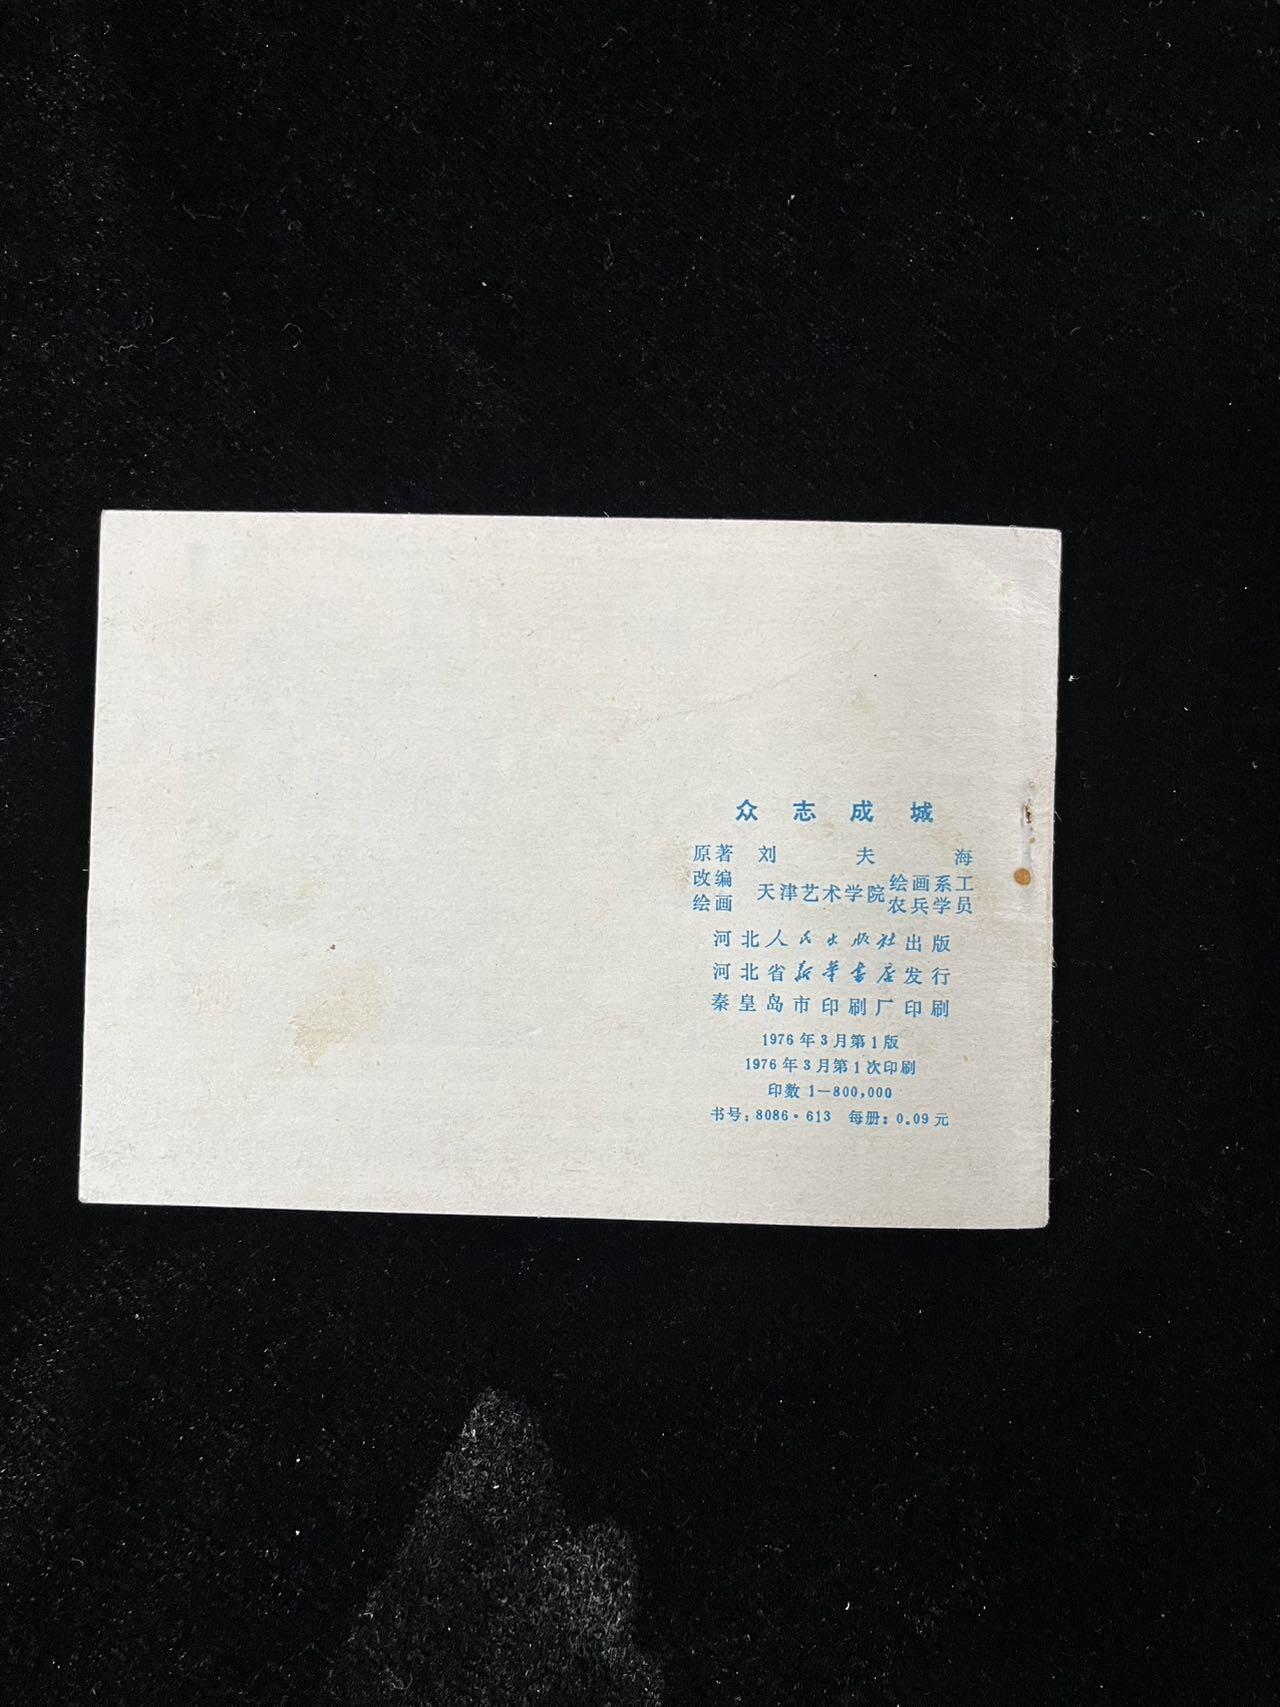 众志成城
原著 刘夫海
改编 绘画 天津艺术学院 绘画系工农兵学员
河北人民出版社出版
河北省新华书店发行
秦皇岛市印刷厂印刷
1976年3月第1版
1976年3月第1次印刷
印数 1—800,000
书号：8086·613 每册：0.09元